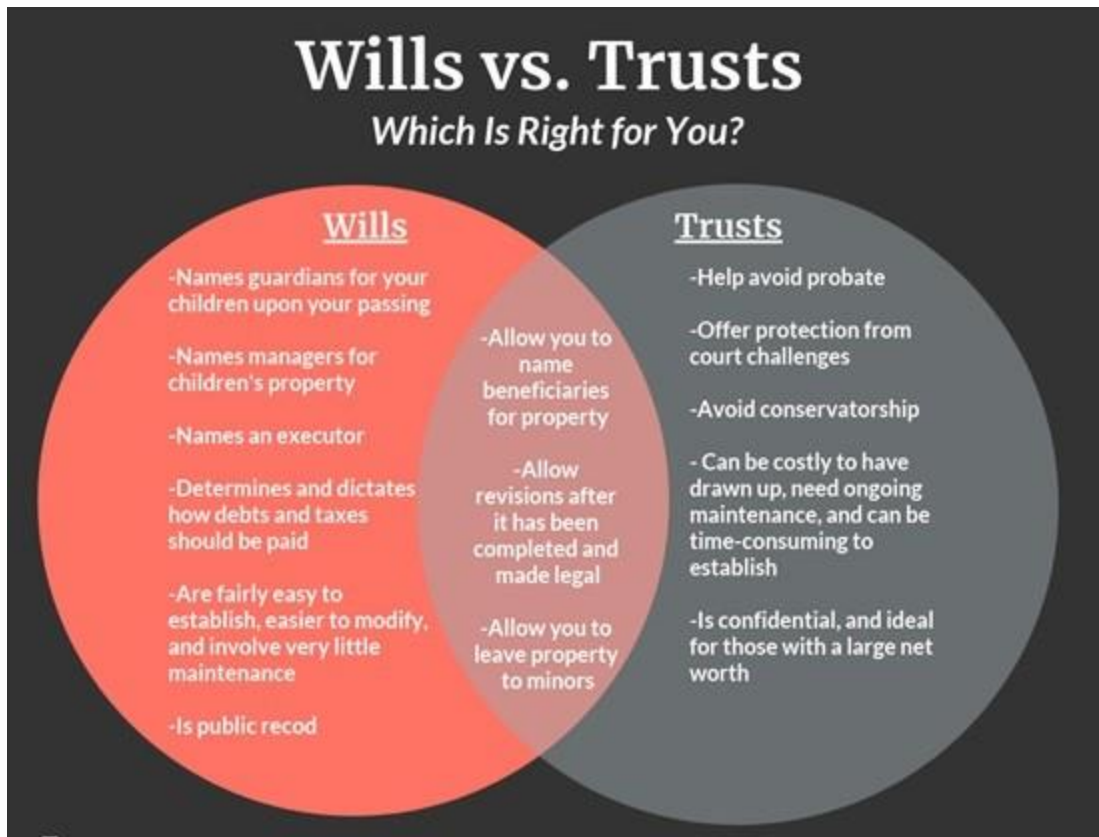 Wills vs. Trusts
Which Is Right for You?
Wills
-Names guardians for your
children upon your passing
-Names managers for
children's property
-Names an executor
-Determines and dictates
how debts and taxes
should be paid
-Are fairly easy to
establish, easier to modify,
and involve very little
maintenance
-Is public recod
-Allow you to
name
beneficiaries
for property
-Allow
revisions after
it has been
completed and
made legal
-Allow you to
leave property
to minors
Trusts
-Help avoid probate
-Offer protection from
court challenges
-Avoid conservatorship
- Can be costly to have
drawn up, need ongoing
maintenance, and can be
time-consuming to
establish
-Is confidential, and ideal
for those with a large net
worth